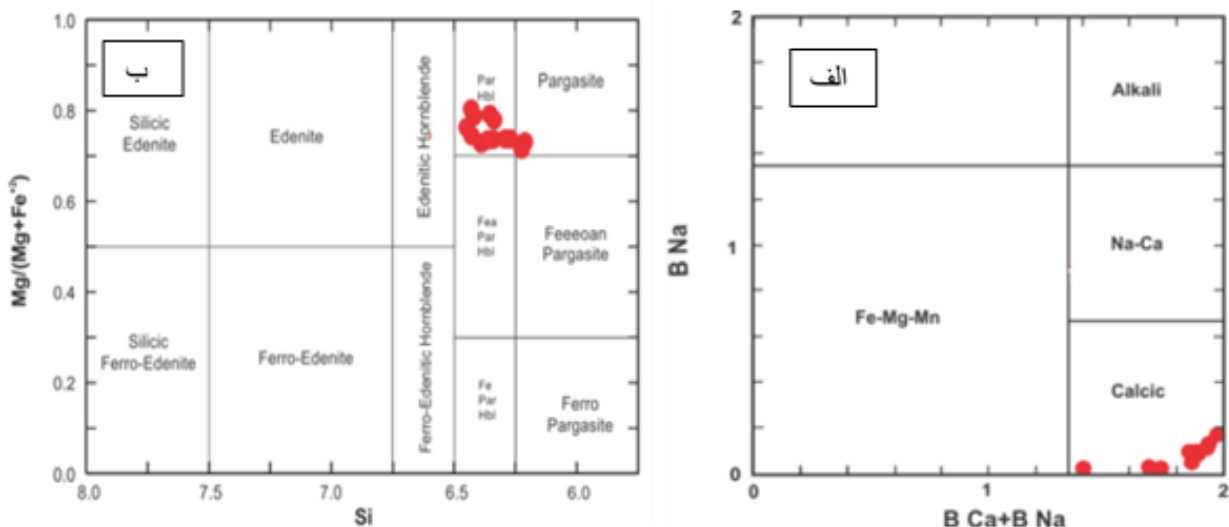 ب
1.0
0.8
0.6
0.4
0.2
0.0
Mg/(Mg+Fe⁺²)
8.0
7.5
7.0
6.5
6.0
Si
Silicic
Edenite
Edenite
Edenitic Hornblende
Par
Hbl
Pargasite
Fea
Par
Hbl
Feeeoan
Pargasite
Silicic
Ferro-Edenite
Ferro-Edenite
Ferro-Edenitic Hornblende
Fe
Par
Hbl
Ferro
Pargasite
الف
2
1
0
B Na
0
1
2
B Ca+B Na
Alkali
Na-Ca
Fe-Mg-Mn
Calcic